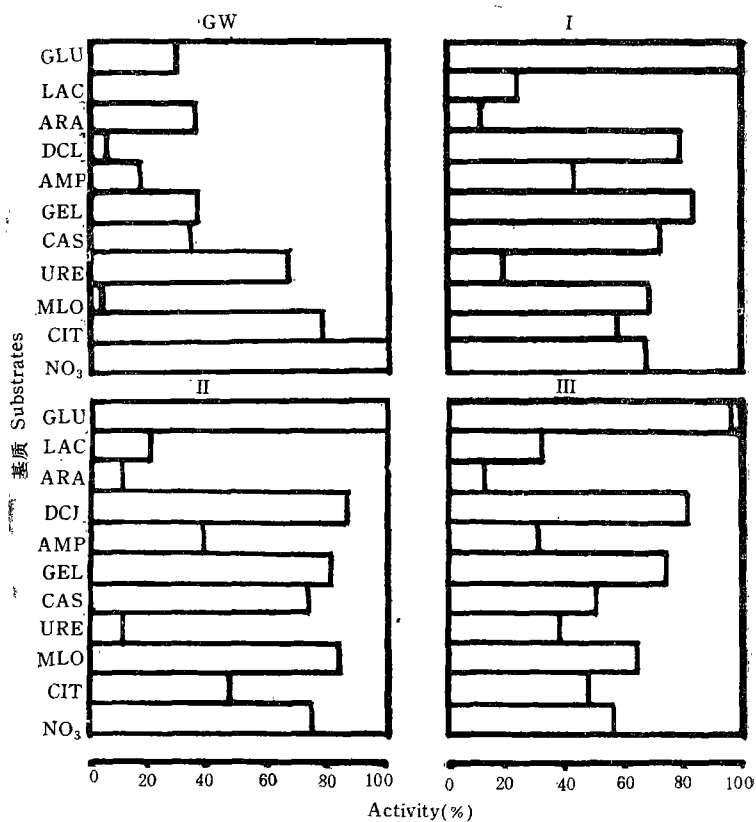 GW
I
GLU
LAC
ARA
DCL
AMP
GEL
CAS
URE
MLO
CIT
NO₃
基质 Substrates
II
III
GLU
LAC
ARA
DCJ
AMP
GEL
CAS
URE
MLO
CIT
NO₃
0 20 40 60 80 100
0 20 40 60 80 100
Activity(%)